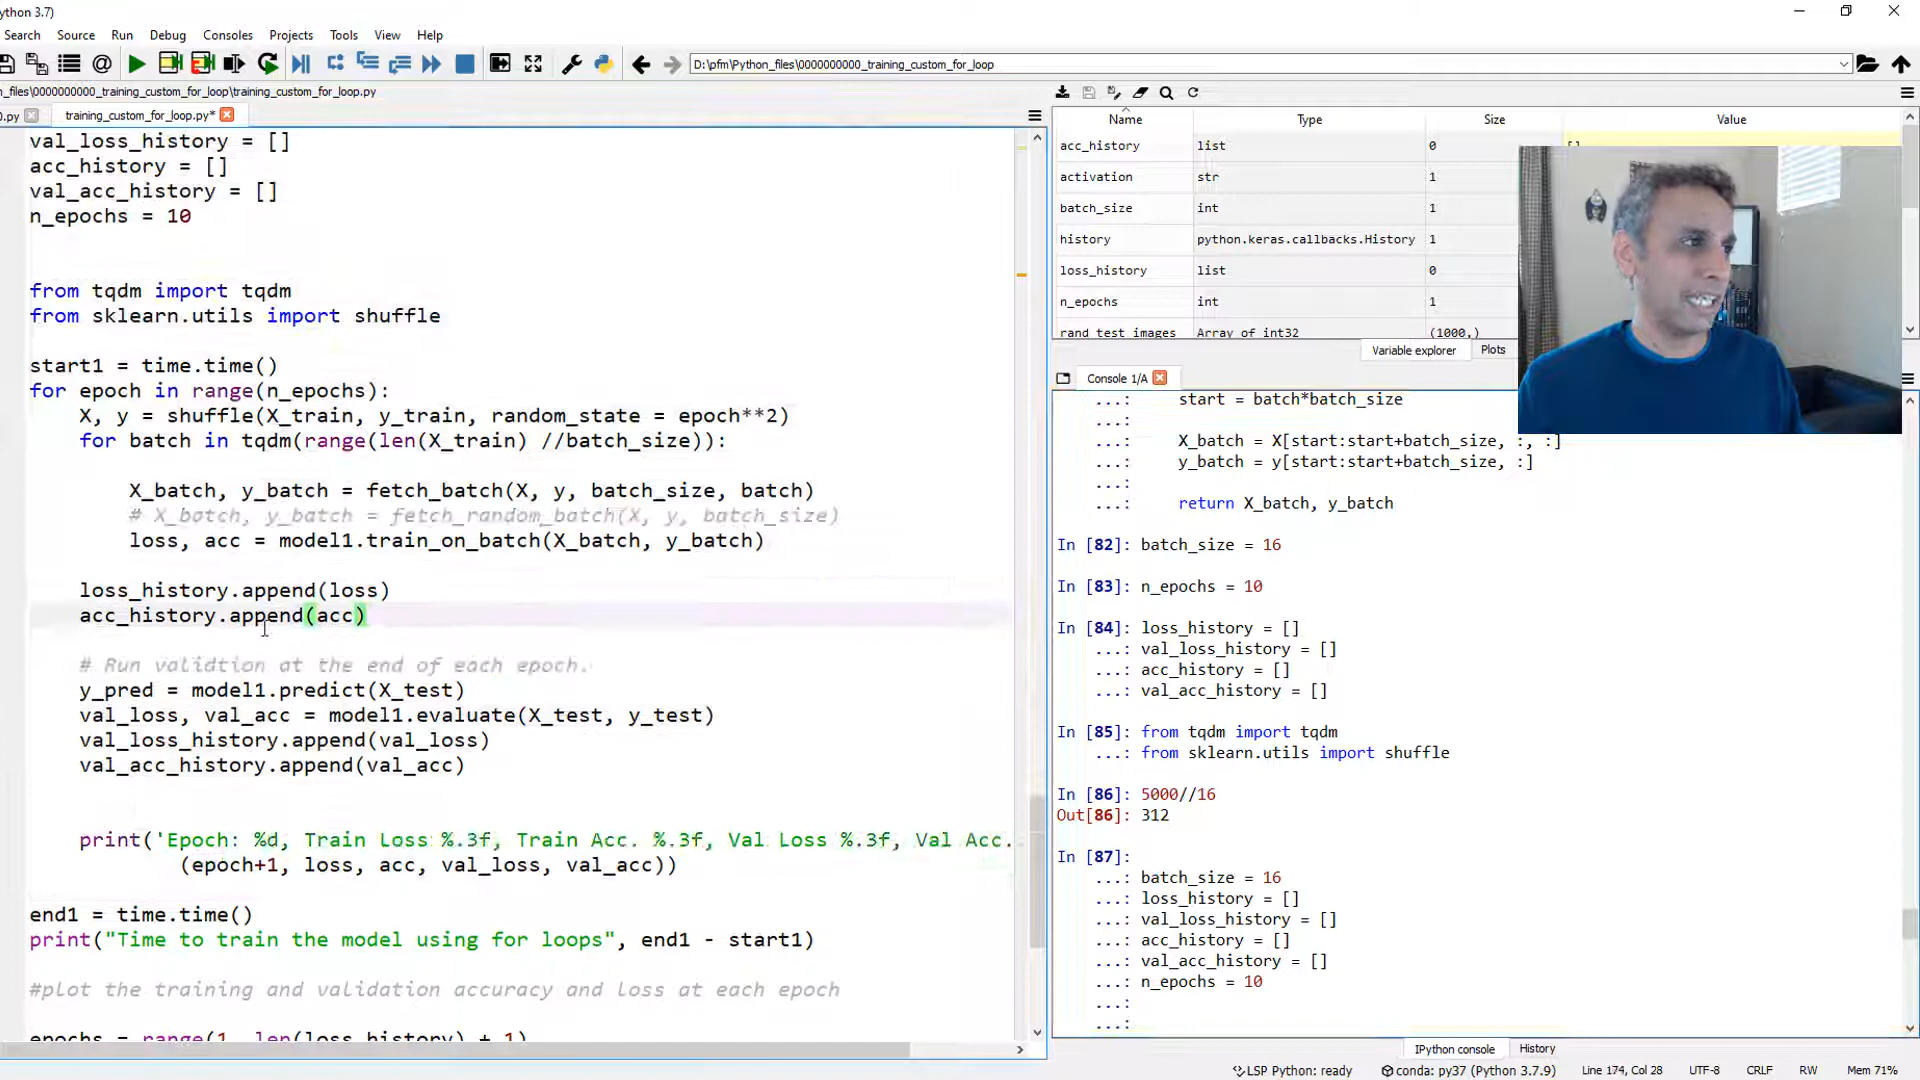 ython 3.7)
Search Source Run Debug Consoles Projects Tools View Help
D:\pfm\Python_files\0000000000_training_custom_for_loop
n_files\0000000000_training_custom_for_loop\training_custom_for_loop.py
0.py training_custom_for_loop.py*
val_loss_history = []
acc_history = []
val_acc_history = []
n_epochs = 10
from tqdm import tqdm
from sklearn.utils import shuffle
start1 = time.time()
for epoch in range(n_epochs):
X, y = shuffle(X_train, y_train, random_state = epoch**2)
for batch in tqdm(range(len(X_train) //batch_size)):
X_batch, y_batch = fetch_batch(X, y, batch_size, batch)
# X_batch, y_batch = fetch_random_batch(X, y, batch_size)
loss, acc = model1.train_on_batch(X_batch, y_batch)
loss_history.append(loss)
acc_history.append(acc)
# Run validtion at the end of each epoch.
y_pred = model1.predict(X_test)
val_loss, val_acc = model1.evaluate(X_test, y_test)
val_loss_history.append(val_loss)
val_acc_history.append(val_acc)
print('Epoch: %d, Train Loss %.3f, Train Acc. %.3f, Val Loss %.3f, Val Acc.
(epoch+1, loss, acc, val_loss, val_acc))
end1 = time.time()
print("Time to train the model using for loops", end1 - start1)
#plot the training and validation accuracy and loss at each epoch
epochs = range(1, len(loss_history) + 1)
Name Type Size Value
acc_history list 0 []
activation str 1
batch_size int 1
history python.keras.callbacks.History 1
loss_history list 0
n_epochs int 1
rand_test_images Array of int32 (1000,)
Variable explorer Plots
Console 1/A
...: start = batch*batch_size
...:
...: X_batch = X[start:start+batch_size, :, :]
...: y_batch = y[start:start+batch_size, :]
...:
...: return X_batch, y_batch
In [82]: batch_size = 16
In [83]: n_epochs = 10
In [84]: loss_history = []
...: val_loss_history = []
...: acc_history = []
...: val_acc_history = []
In [85]: from tqdm import tqdm
...: from sklearn.utils import shuffle
In [86]: 5000//16
Out[86]: 312
In [87]:
...: batch_size = 16
...: loss_history = []
...: val_loss_history = []
...: acc_history = []
...: val_acc_history = []
...: n_epochs = 10
...:
...:
IPython console History
LSP Python: ready conda: py37 (Python 3.7.9) Line 174, Col 28 UTF-8 CRLF RW Mem 71%